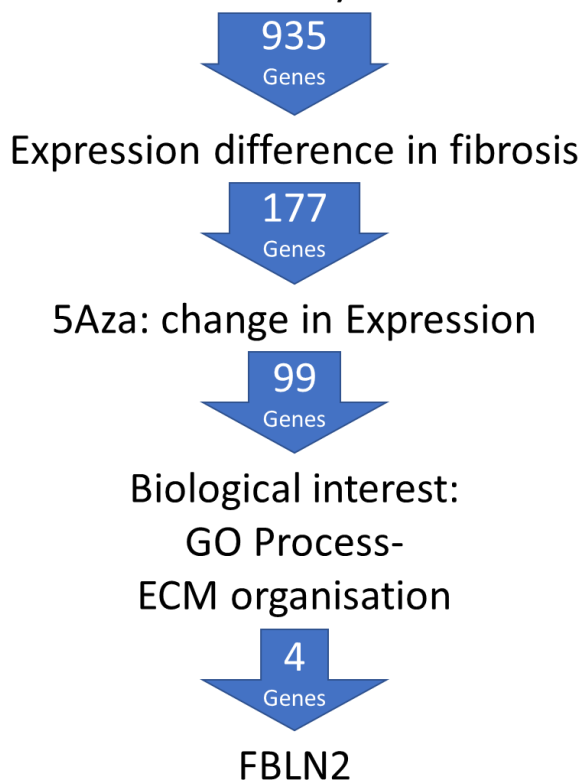 935
Genes
Expression difference in fibrosis
177
Genes
5Aza: change in Expression
99
Genes
Biological interest:
GO Process-
ECM organisation
4
Genes
FBLN2